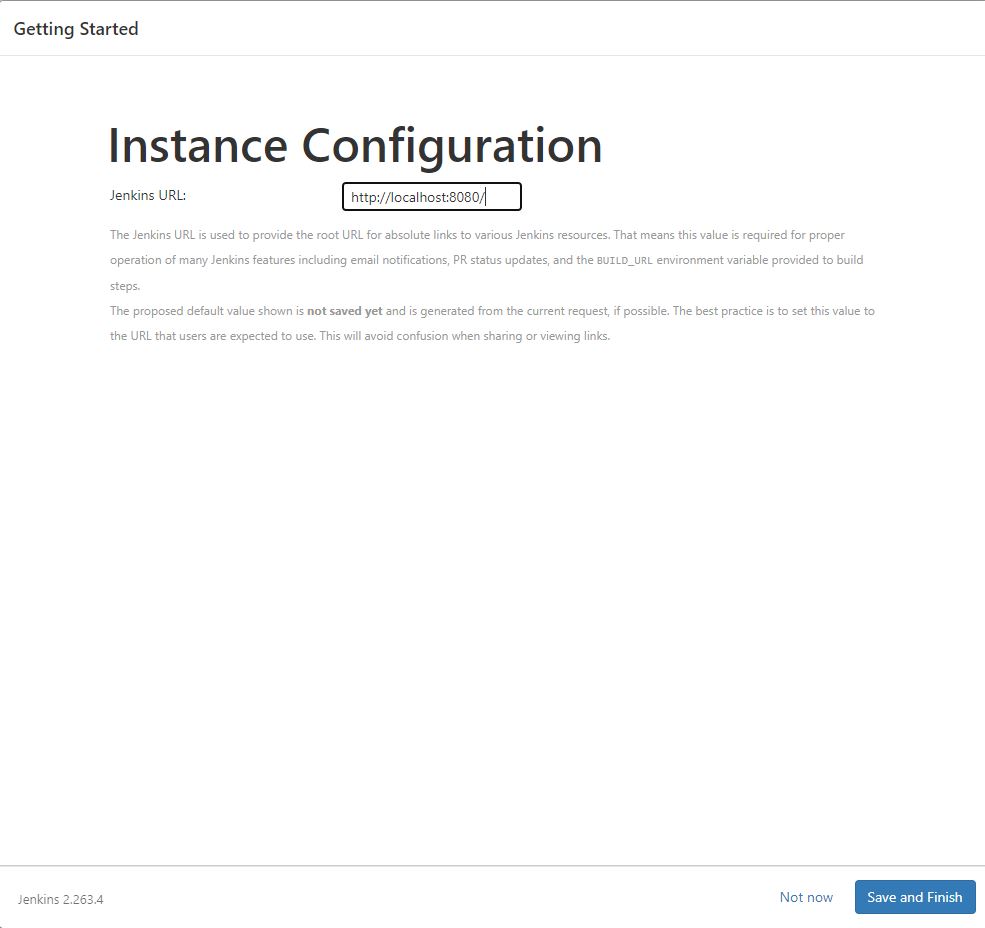 Getting Started
Instance Configuration
Jenkins URL:
http://localhost:8080/
The Jenkins URL is used to provide the root URL for absolute links to various Jenkins resources. That means this value is required for proper
operation of many Jenkins features including email notifications, PR status updates, and the BUILD_URL environment variable provided to build
steps.
The proposed default value shown is not saved yet and is generated from the current request, if possible. The best practice is to set this value to
the URL that users are expected to use. This will avoid confusion when sharing or viewing links.
Jenkins 2.263.4
Not now
Save and Finish